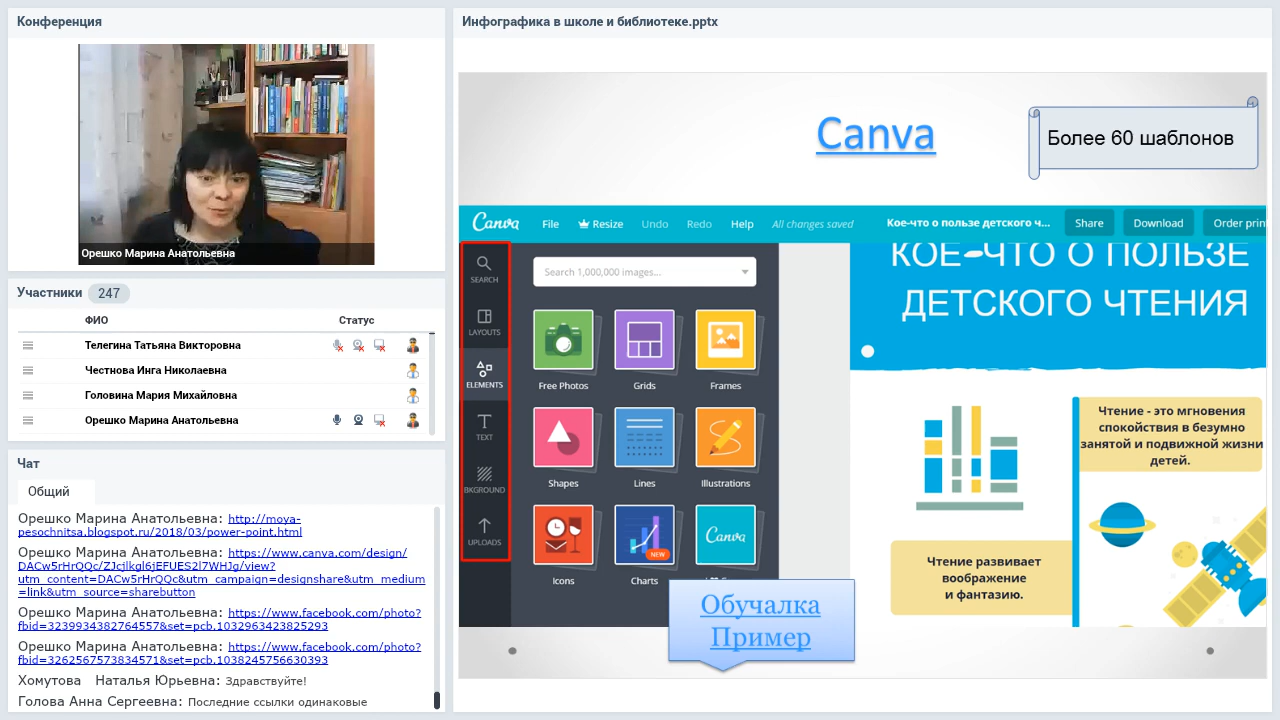 Конференция
Орешко Марина Анатольевна
Участники 247
ФИО Статус
Телегина Татьяна Викторовна
Честнова Инга Николаевна
Головина Мария Михайловна
Орешко Марина Анатольевна
Чат
Общий
Орешко Марина Анатольевна: http://moya-
pesochnitsa.blogspot.ru/2018/03/power-point.html
Орешко Марина Анатольевна: https://www.canva.com/design/
DACw5rHrQQc/ZJcjlkgl6jEFUES2l7WHJg/view?
utm_content=DACw5rHrQQc&utm_campaign=designshare&utm_medium
=link&utm_source=sharebutton
Орешко Марина Анатольевна: https://www.facebook.com/photo?
fbid=3239934382764557&set=pcb.1032963423825293
Орешко Марина Анатольевна: https://www.facebook.com/photo?
fbid=3262567573834571&set=pcb.1038245756630393
Хомутова Наталья Юрьевна: Здравствуйте!
Голова Анна Сергеевна: Последние ссылки одинаковые
Инфографика в школе и библиотеке.pptx
Canva
Более 60 шаблонов
Canva File Resize Undo Redo Help All changes saved Кое-что о пользе детского ч... Share Download Order prin
SEARCH
LAYOUTS
ELEMENTS
TEXT
BKGROUND
UPLOADS
Search 1,000,000 images...
Free Photos Grids Frames
Shapes Lines Illustrations
NEW
Canva
Icons Charts
КОЕ-ЧТО О ПОЛЬЗЕ
ДЕТСКОГО ЧТЕНИЯ
Чтение - это мгновения
спокойствия в безумно
занятой и подвижной жизни
детей.
Чтение развивает
воображение
и фантазию.
Обучалка
Пример